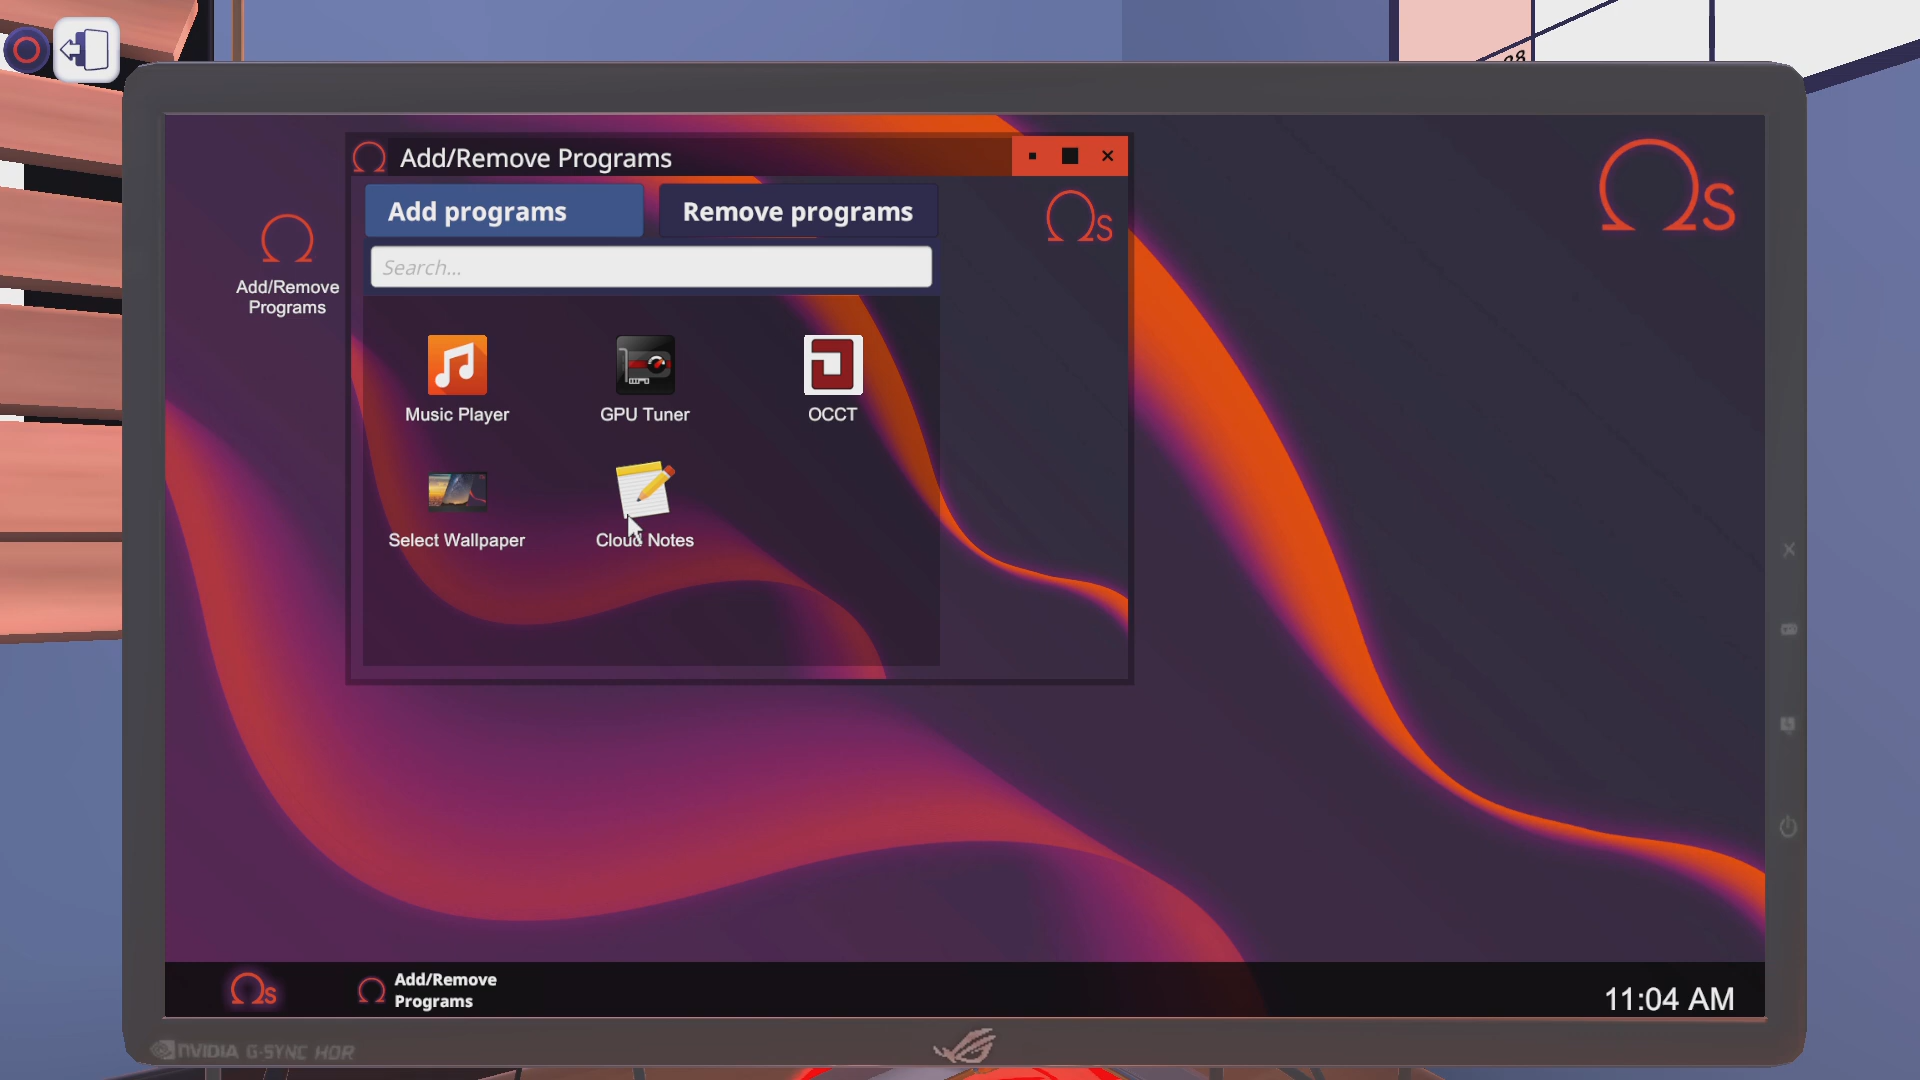 28
Add/Remove Programs
Add programs
Remove programs
Ωs
Ωs
Search...
Add/Remove
Programs
Music Player
GPU Tuner
OCCT
Select Wallpaper
Cloud Notes
Ωs
Add/Remove
Programs
11:04 AM
NVIDIA G-SYNC HDR